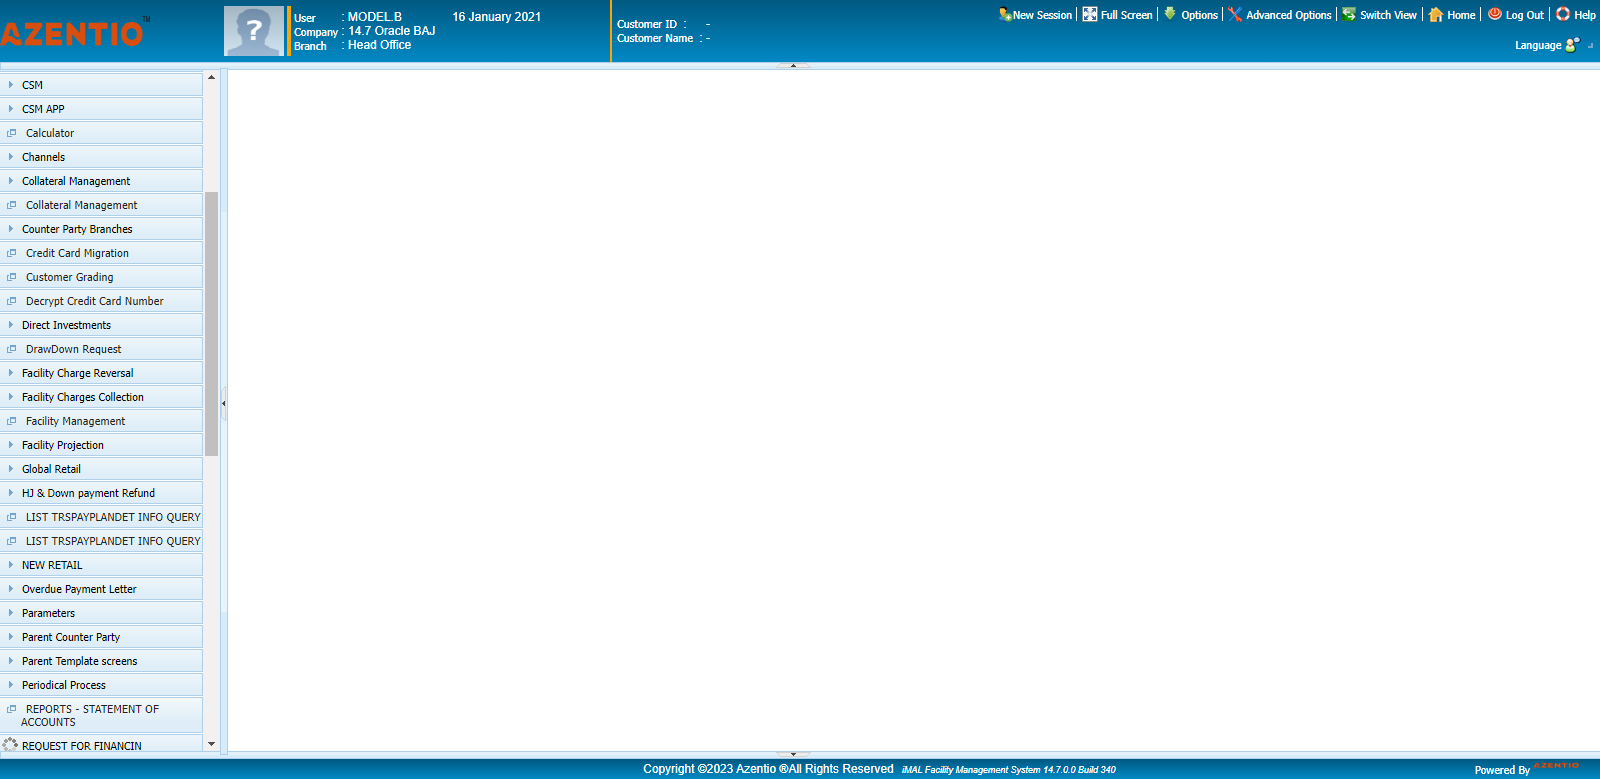 AZENTIO™
User : MODEL.B 16 January 2021
Company : 14.7 Oracle BAJ
Branch : Head Office
Customer ID : -
Customer Name : -
New Session Full Screen Options Advanced Options Switch View Home Log Out Help
Language
CSM
CSM APP
Calculator
Channels
Collateral Management
Collateral Management
Counter Party Branches
Credit Card Migration
Customer Grading
Decrypt Credit Card Number
Direct Investments
DrawDown Request
Facility Charge Reversal
Facility Charges Collection
Facility Management
Facility Projection
Global Retail
HJ & Down payment Refund
LIST TRSPAYPLANDET INFO QUERY
LIST TRSPAYPLANDET INFO QUERY
NEW RETAIL
Overdue Payment Letter
Parameters
Parent Counter Party
Parent Template screens
Periodical Process
REPORTS - STATEMENT OF
ACCOUNTS
REQUEST FOR FINANCIN
Copyright ©2023 Azentio ®All Rights Reserved iMAL Facility Management System 14.7.0.0 Build 340
Powered By AZENTIO